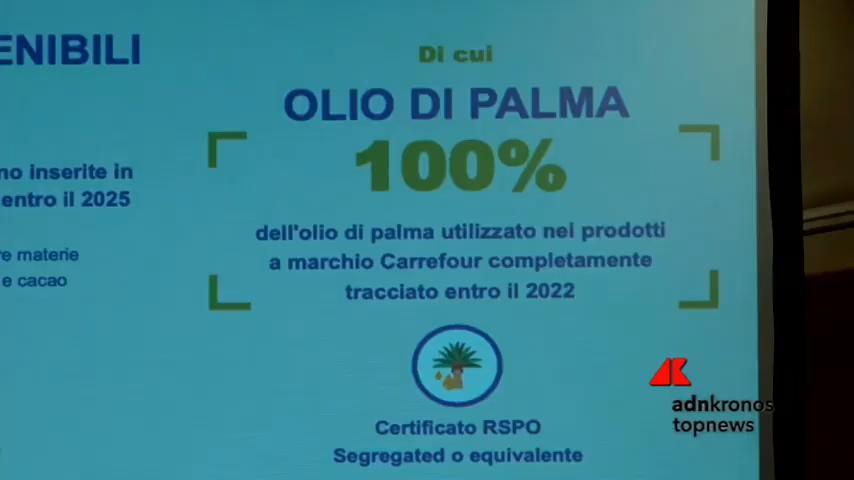 ENIBILI
no inserite in
entro il 2025
re materie
e cacao
Di cui
OLIO DI PALMA
100%
dell'olio di palma utilizzato nei prodotti
a marchio Carrefour completamente
tracciato entro il 2022
Certificato RSPO
Segregated o equivalente
adnkronos
topnews